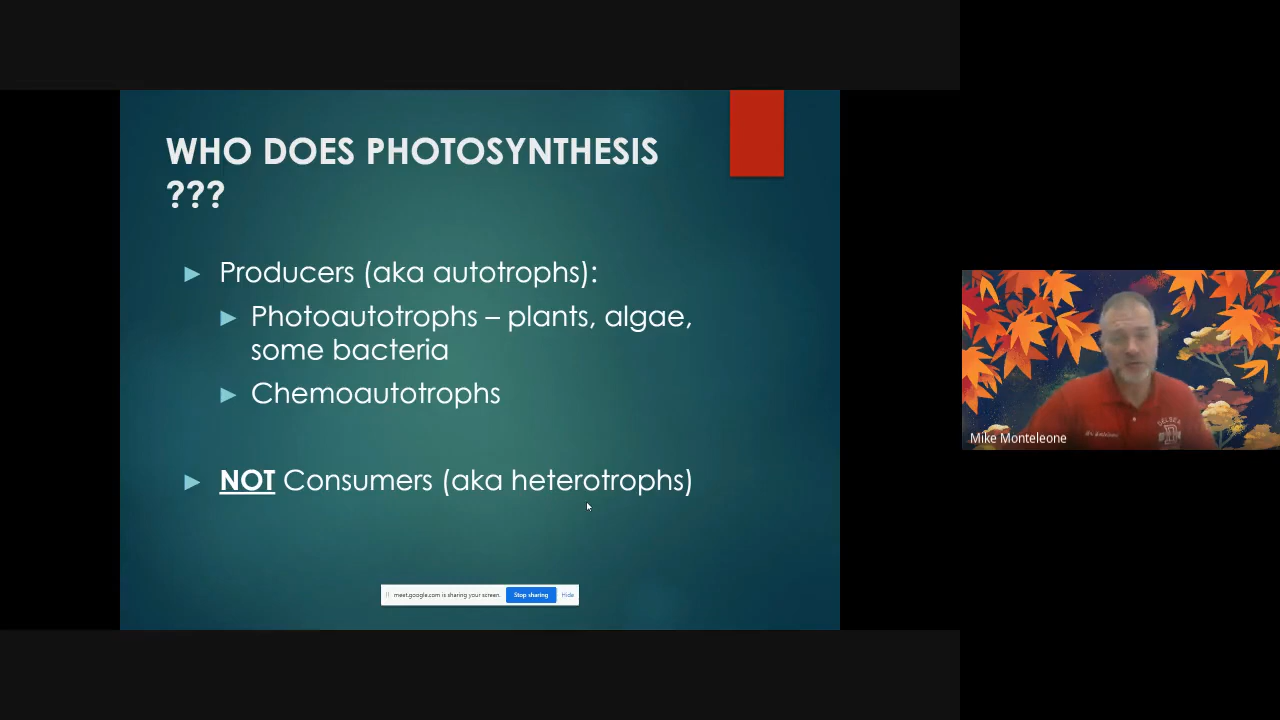 WHO DOES PHOTOSYNTHESIS
???
Producers (aka autotrophs):
Photoautotrophs – plants, algae,
some bacteria
Chemoautotrophs
NOT Consumers (aka heterotrophs)
meet.google.com is sharing your screen. Stop sharing Hide
Mike Monteleone